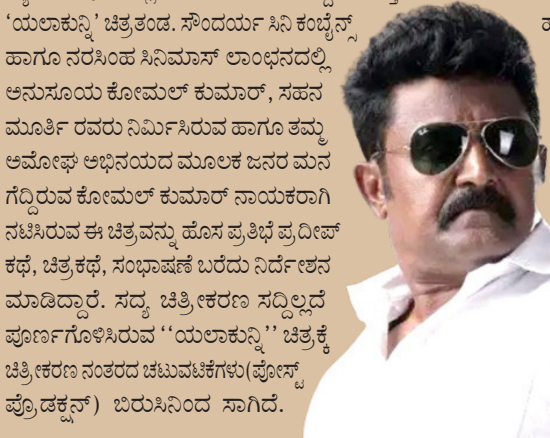 ‘ಯಲಾಕುನ್ನಿ’ ಚಿತ್ರತಂಡ. ಸೌಂದರ್ಯ ಸಿನಿ ಕಂಬೈನ್ಸ್
ಹಾಗೂ ನರಸಿಂಹ ಸಿನಿಮಾಸ್ ಲಾಂಛನದಲ್ಲಿ
ಅನುಸೂಯ ಕೋಮಲ್ ಕುಮಾರ್, ಸಹನ
ಮೂರ್ತಿ ರವರು ನಿರ್ಮಿಸಿರುವ ಹಾಗೂ ತಮ್ಮ
ಅಮೋಘ ಅಭಿನಯದ ಮೂಲಕ ಜನರ ಮನ
ಗೆದ್ದಿರುವ ಕೋಮಲ್ ಕುಮಾರ್ ನಾಯಕರಾಗಿ
ನಟಿಸಿರುವ ಈ ಚಿತ್ರವನ್ನು ಹೊಸ ಪ್ರತಿಭೆ ಪ್ರದೀಪ್
ಕಥೆ, ಚಿತ್ರಕಥೆ, ಸಂಭಾಷಣೆ ಬರೆದು ನಿರ್ದೇಶನ
ಮಾಡಿದ್ದಾರೆ. ಸದ್ಯ ಚಿತ್ರೀಕರಣ ಸದ್ದಿಲ್ಲದೆ
ಪೂರ್ಣಗೊಳಿಸಿರುವ ‘‘ಯಲಾಕುನ್ನಿ’’ ಚಿತ್ರಕ್ಕೆ
ಚಿತ್ರೀಕರಣ ನಂತರದ ಚಟುವಟಿಕೆಗಳು(ಪೋಸ್ಟ್
ಪ್ರೊಡಕ್ಷನ್) ಬಿರುಸಿನಿಂದ ಸಾಗಿದೆ.